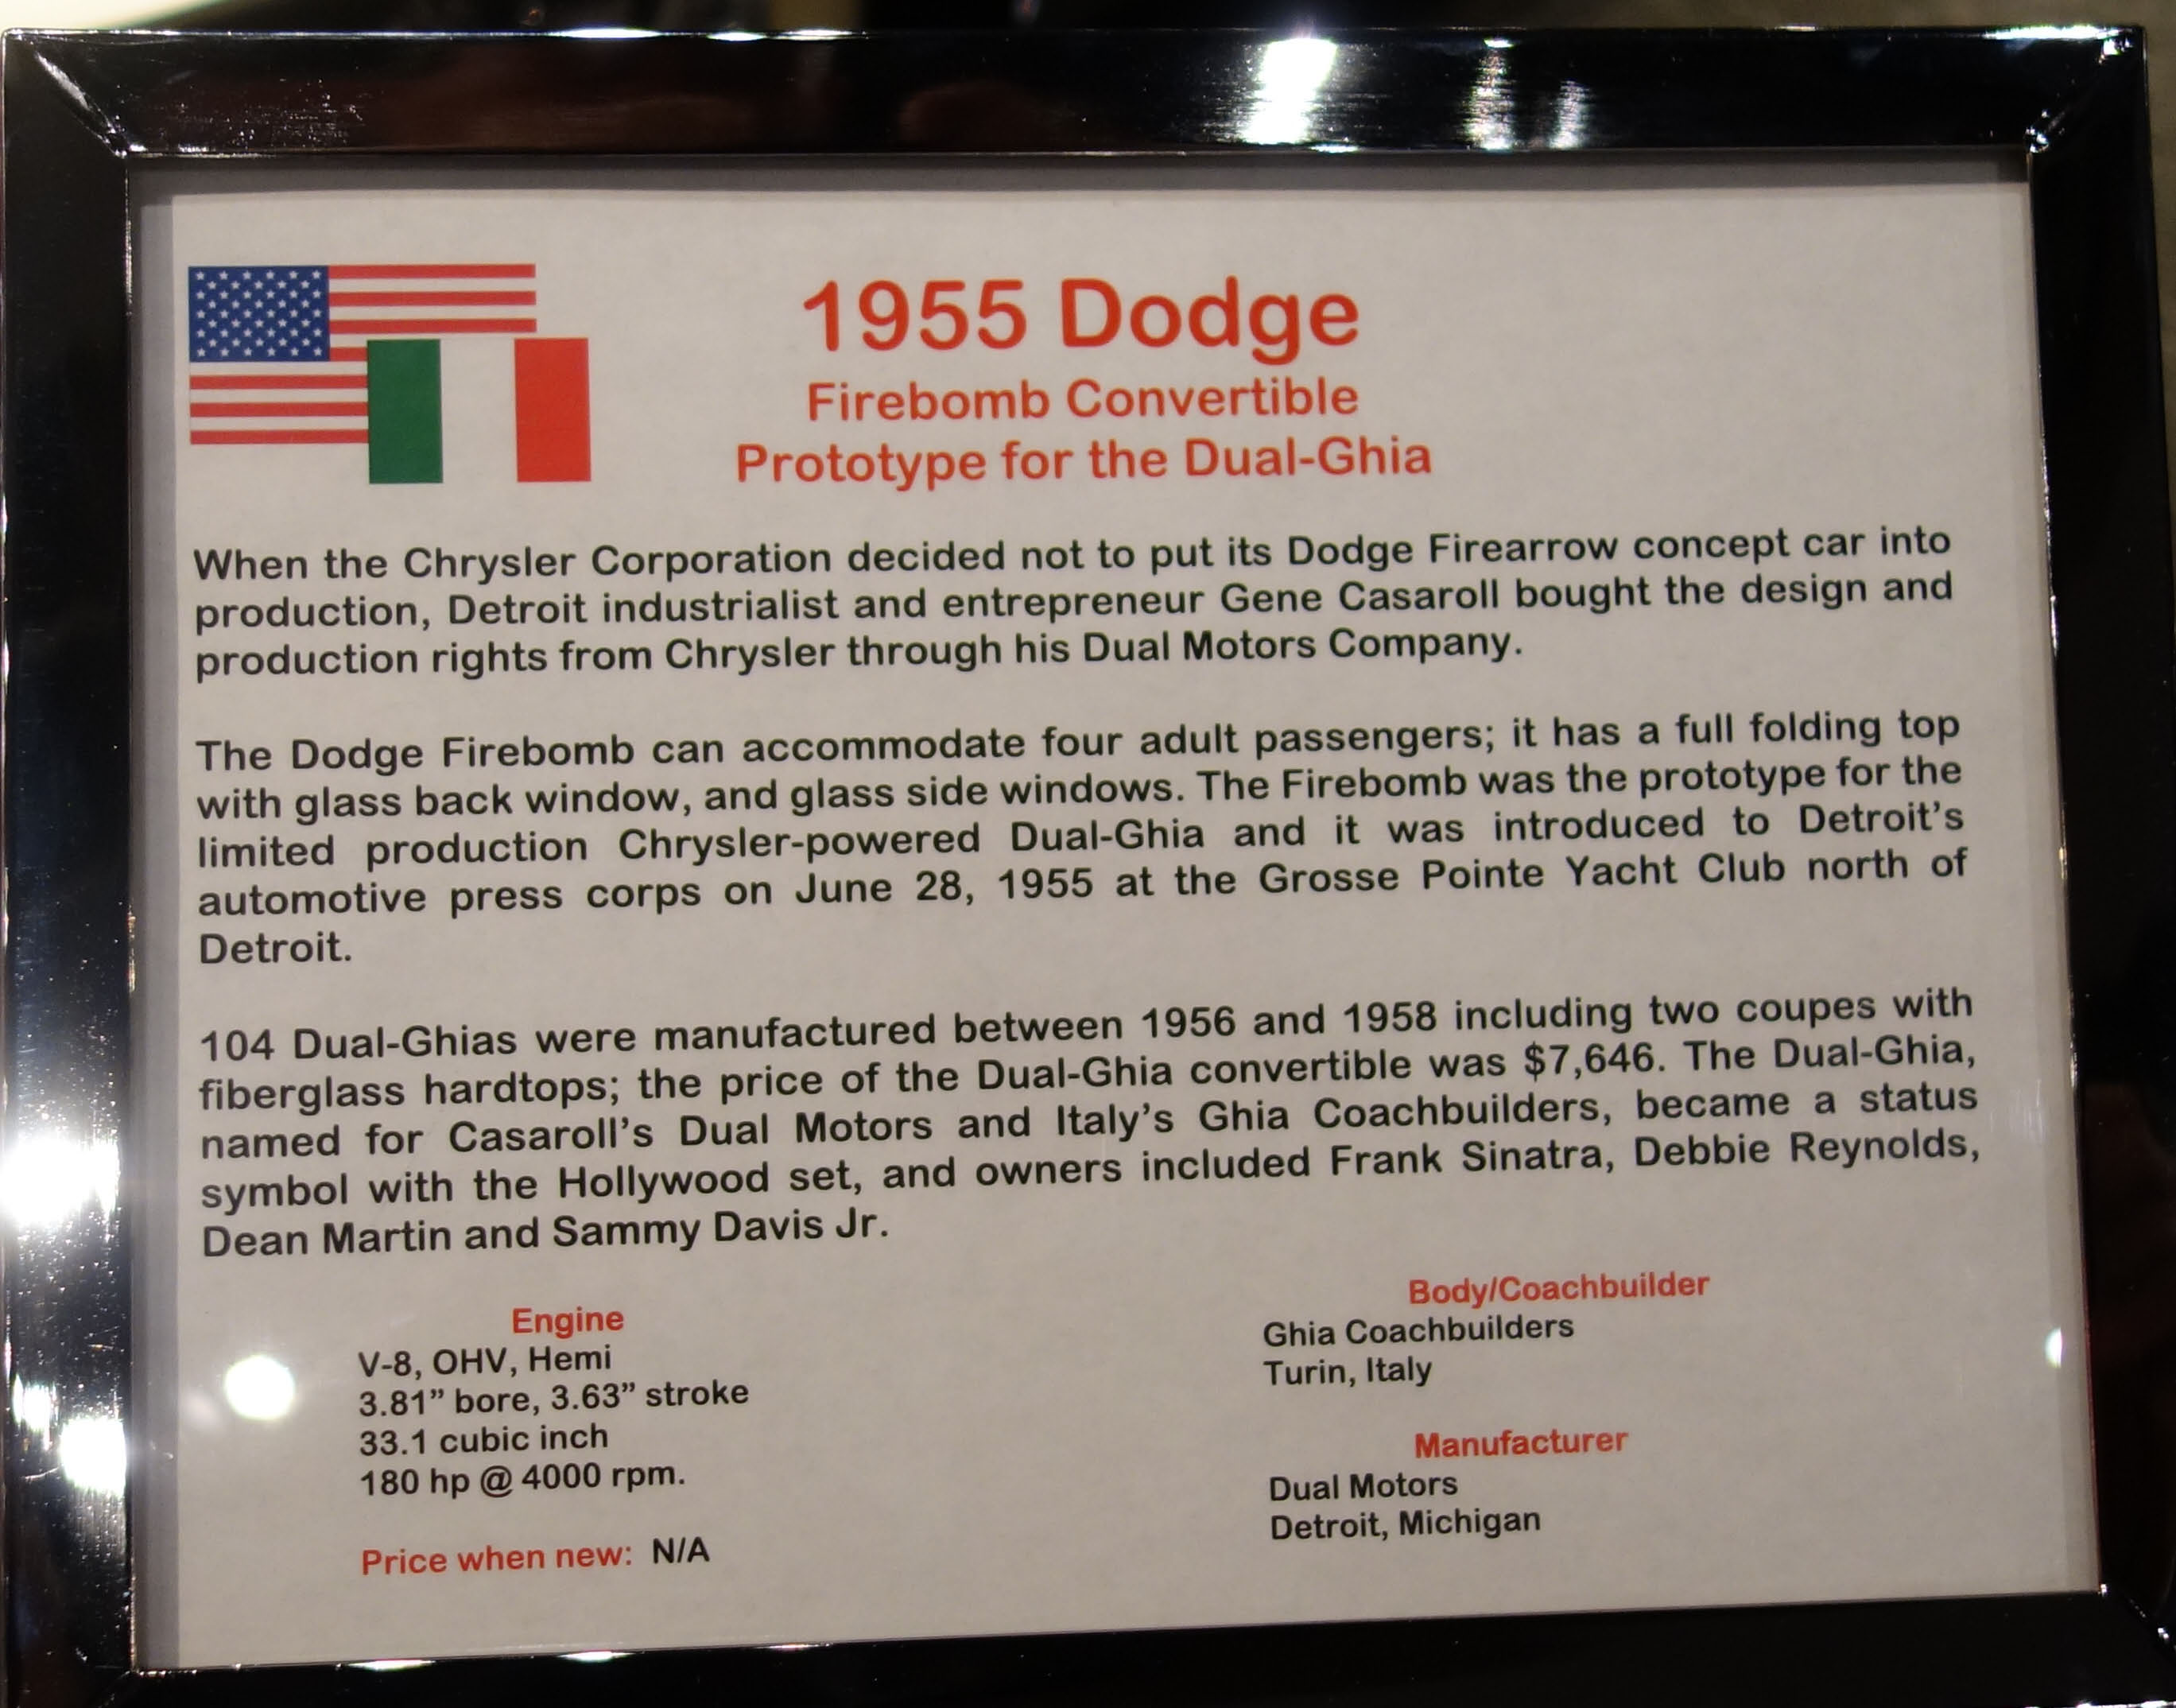 1955 Dodge
Firebomb Convertible
Prototype for the Dual-Ghia
When the Chrysler Corporation decided not to put its Dodge Firearrow concept car into
production, Detroit industrialist and entrepreneur Gene Casaroll bought the design and
production rights from Chrysler through his Dual Motors Company.
The Dodge Firebomb can accommodate four adult passengers; it has a full folding top
with glass back window, and glass side windows. The Firebomb was the prototype for the
limited production Chrysler-powered Dual-Ghia and it was introduced to Detroit's
automotive press corps on June 28, 1955 at the Grosse Pointe Yacht Club north of
Detroit.
104 Dual-Ghias were manufactured between 1956 and 1958 including two coupes with
fiberglass hardtops; the price of the Dual-Ghia convertible was $7,646. The Dual-Ghia,
named for Casaroll's Dual Motors and Italy's Ghia Coachbuilders, became a status
symbol with the Hollywood set, and owners included Frank Sinatra, Debbie Reynolds,
Dean Martin and Sammy Davis Jr.
Engine
V-8, OHV, Hemi
3.81” bore, 3.63” stroke
33.1 cubic inch
180 hp @ 4000 rpm.
Price when new: N/A
Body/Coachbuilder
Ghia Coachbuilders
Turin, Italy
Manufacturer
Dual Motors
Detroit, Michigan